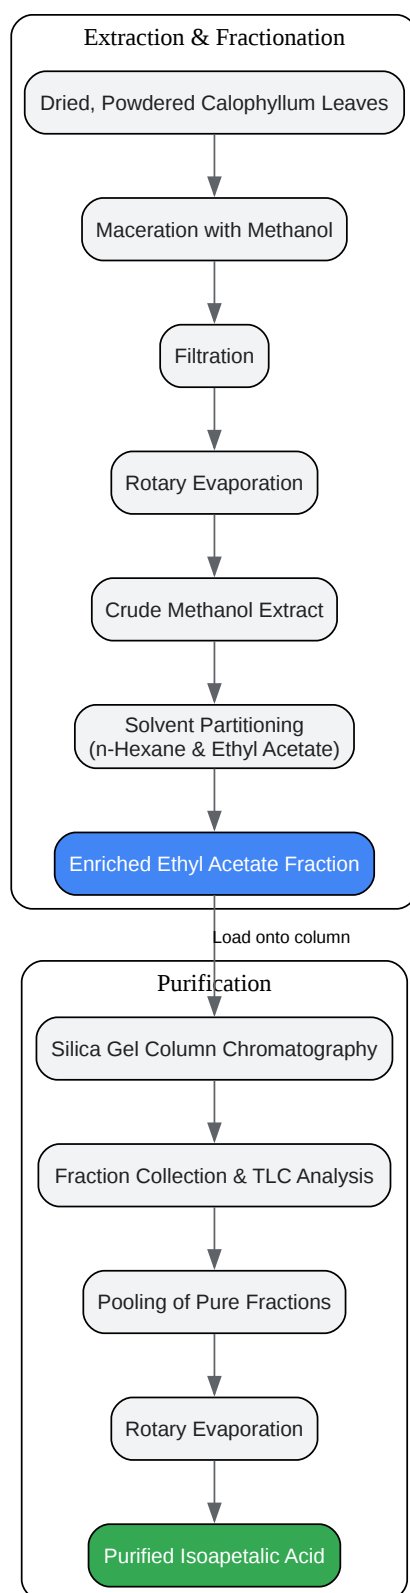 Extraction & Fractionation
Dried, Powdered Calophyllum Leaves
Maceration with Methanol
Filtration
Rotary Evaporation
Crude Methanol Extract
Solvent Partitioning
(n-Hexane & Ethyl Acetate)
Enriched Ethyl Acetate Fraction
Load onto column
Purification
Silica Gel Column Chromatography
Fraction Collection & TLC Analysis
Pooling of Pure Fractions
Rotary Evaporation
Purified Isoapetalic Acid